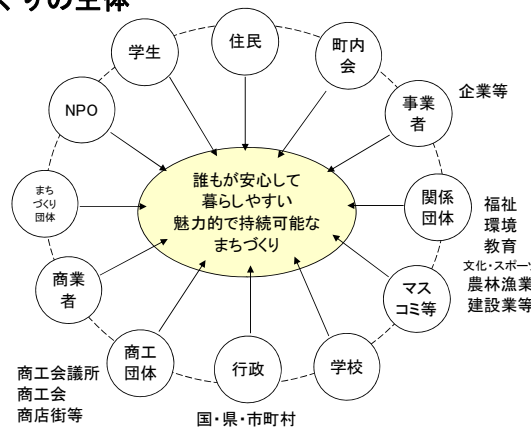 くりの主体
住民
町内
会
事業
者
企業等
関係
団体
福祉
環境
教育
文化・スポーツ
農林漁業
建設業等
マス
コミ等
学校
行政
国・県・市町村
商工
団体
商工会議所
商工会
商店街等
商業
者
まち
づくり
団体
NPO
学生
誰もが安心して
暮らしやすい
魅力的で持続可能な
まちづくり